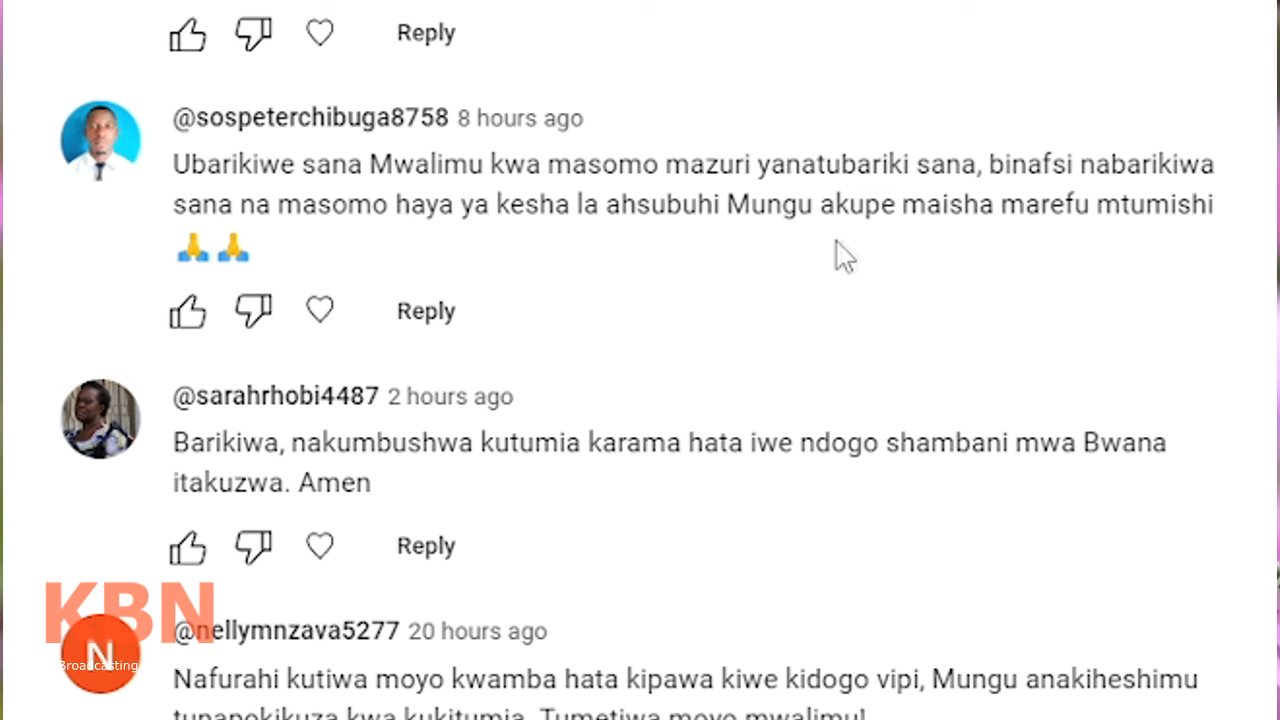 Reply
@sospeterchibuga8758 8 hours ago
Ubarikiwe sana Mwalimu kwa masomo mazuri yanatubariki sana, binafsi nabarikiwa
sana na masomo haya ya kesha la ahsubuhi Mungu akupe maisha marefu mtumishi
🙏🙏
Reply
@sarahrhobi4487 2 hours ago
Barikiwa, nakumbushwa kutumia karama hata iwe ndogo shambani mwa Bwana
itakuzwa. Amen
Reply
KBN
N
@nellymnzava5277 20 hours ago
Broadcasting
Nafurahi kutiwa moyo kwamba hata kipawa kiwe kidogo vipi, Mungu anakiheshimu
tunapokikuza kwa kukitumia. Tumetiwa moyo mwalimu!